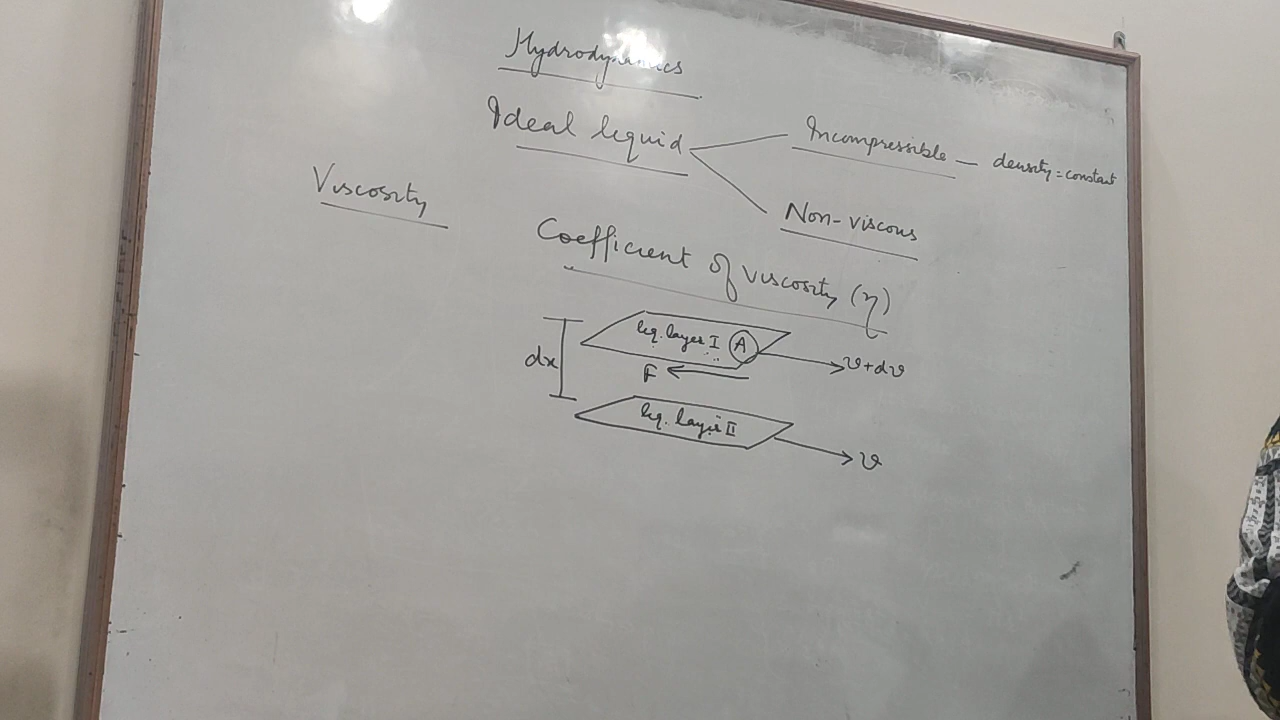 Hydrodynamics
Ideal liquid
Incompressible — density = constant
Non-viscous
Viscosity
Coefficient of viscosity (η)
liq. layer I A
v+dv
dx
F
liq. layer II
v